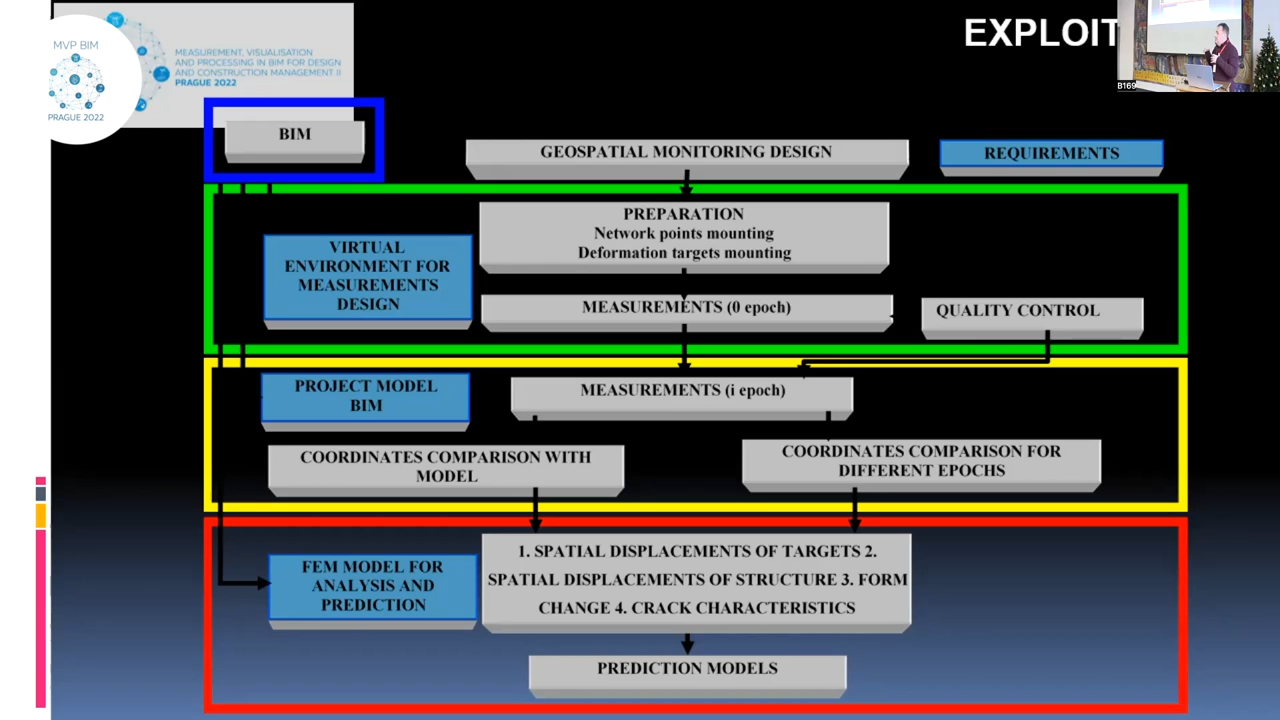 EXPLOIT
MVP BIM
PRAGUE 2022
MEASUREMENT, VISUALISATION
AND PROCESSING IN BIM FOR DESIGN
AND CONSTRUCTION MANAGEMENT II
PRAGUE 2022
B169
BIM
GEOSPATIAL MONITORING DESIGN
REQUIREMENTS
PREPARATION
Network points mounting
Deformation targets mounting
VIRTUAL
ENVIRONMENT FOR
MEASUREMENTS
DESIGN
MEASUREMENTS (0 epoch)
QUALITY CONTROL
PROJECT MODEL
BIM
MEASUREMENTS (i epoch)
COORDINATES COMPARISON WITH
MODEL
COORDINATES COMPARISON FOR
DIFFERENT EPOCHS
FEM MODEL FOR
ANALYSIS AND
PREDICTION
1. SPATIAL DISPLACEMENTS OF TARGETS 2.
SPATIAL DISPLACEMENTS OF STRUCTURE 3. FORM
CHANGE 4. CRACK CHARACTERISTICS
PREDICTION MODELS